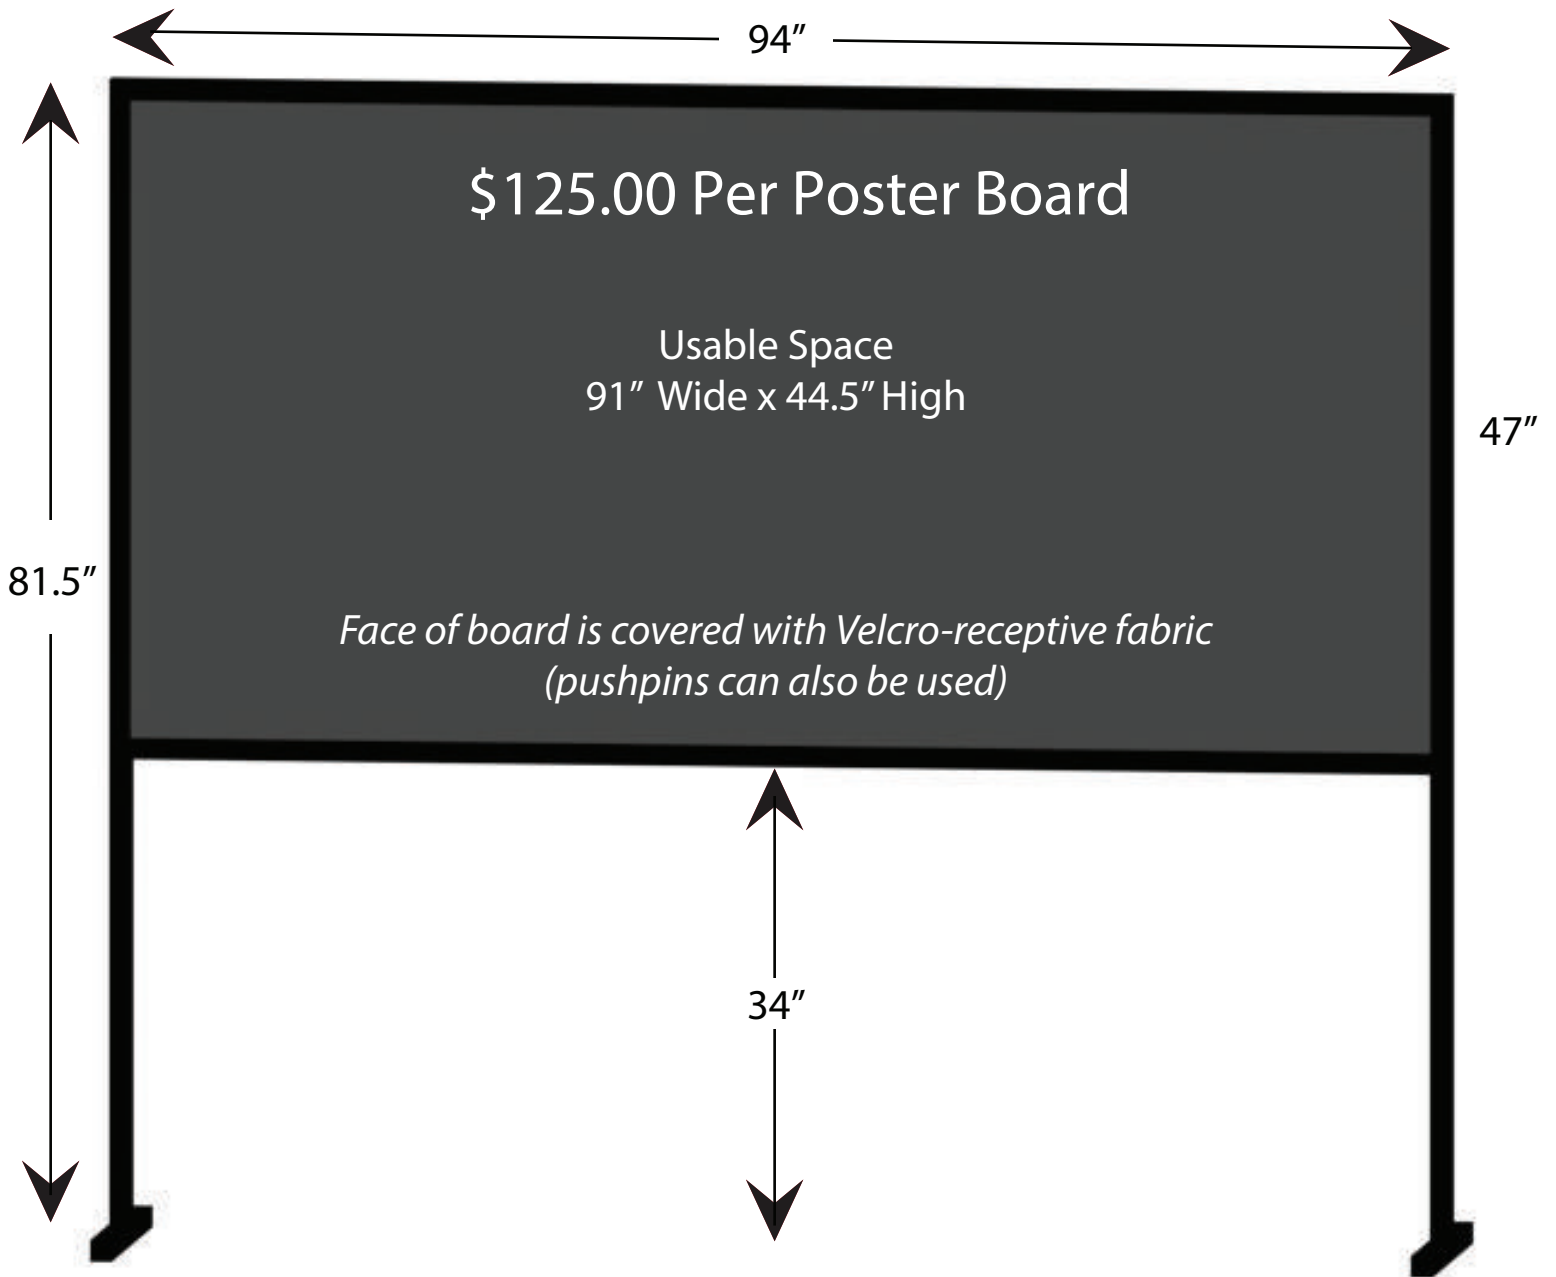 94”
$125.00 Per Poster Board
Usable Space
91” Wide x 44.5” High
47”
81.5”
Face of board is covered with Velcro-receptive fabric
(pushpins can also be used)
34”